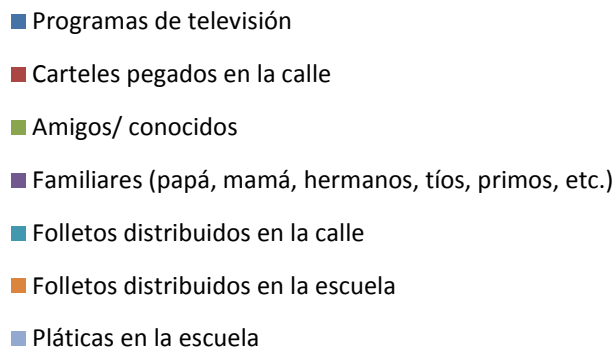 Programas de televisión
Carteles pegados en la calle
Amigos/ conocidos
Familiares (papá, mamá, hermanos, tíos, primos, etc.)
Folletos distribuidos en la calle
Folletos distribuidos en la escuela
Pláticas en la escuela